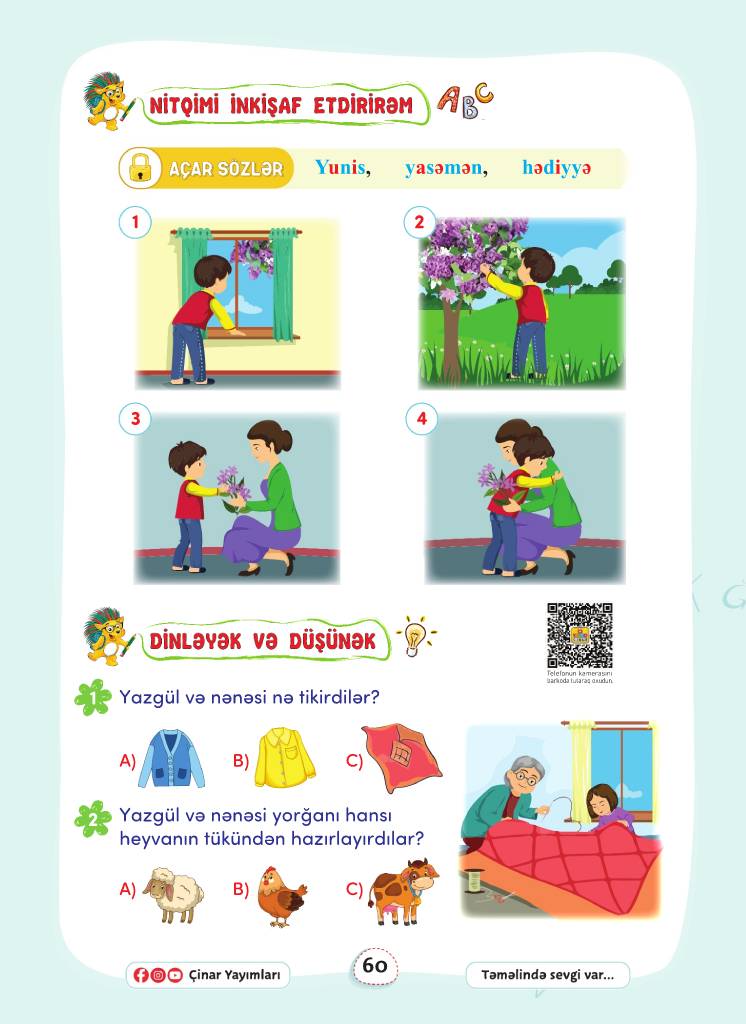 NİTQİMİ İNKİŞAF ETDİRİRƏM
ABC
AÇAR SÖZLƏR
Yunis, yasəmən, hədiyyə
1
2
3
4
DİNLƏYƏK VƏ DÜŞÜNƏK
Telefonun kamerasını
barkoda tutaraq oxudun.
1 Yazgül və nənəsi nə tikirdilər?
A) B) C)
2 Yazgül və nənəsi yorğanı hansı
heyvanın tükündən hazırlayırdılar?
A) B) C)
Çinar Yayımları
60
Təməlində sevgi var...